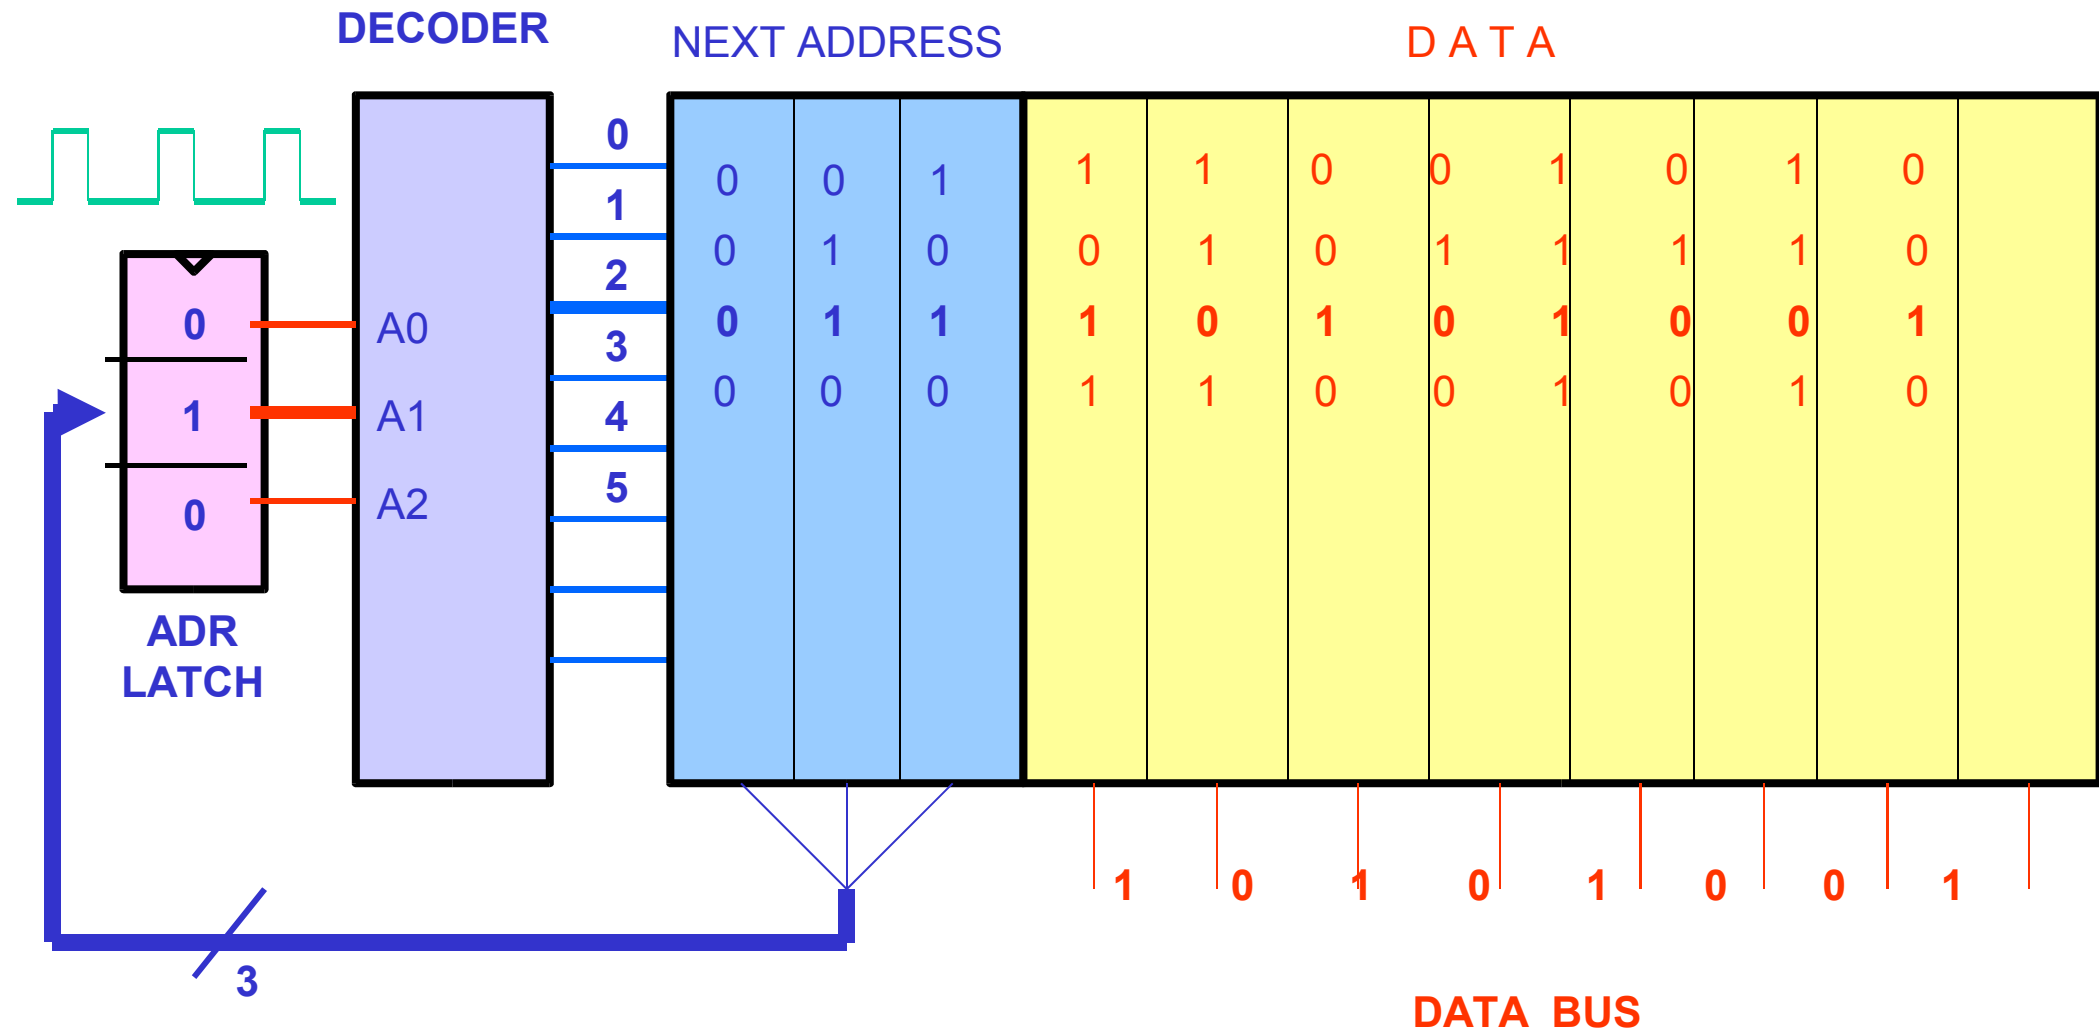 DECODER
NEXT ADDRESS
D A T A
0
1
2
3
4
5
0 0 1 1 1 0 0 1 0 1 0
0 1 0 0 1 0 1 1 1 1 0
0 1 1 1 0 1 0 1 0 0 1
0 0 0 1 1 0 0 1 0 1 0
0 A0
1 A1
0 A2
ADR
LATCH
1 0 1 0 1 0 0 1
3
DATA BUS